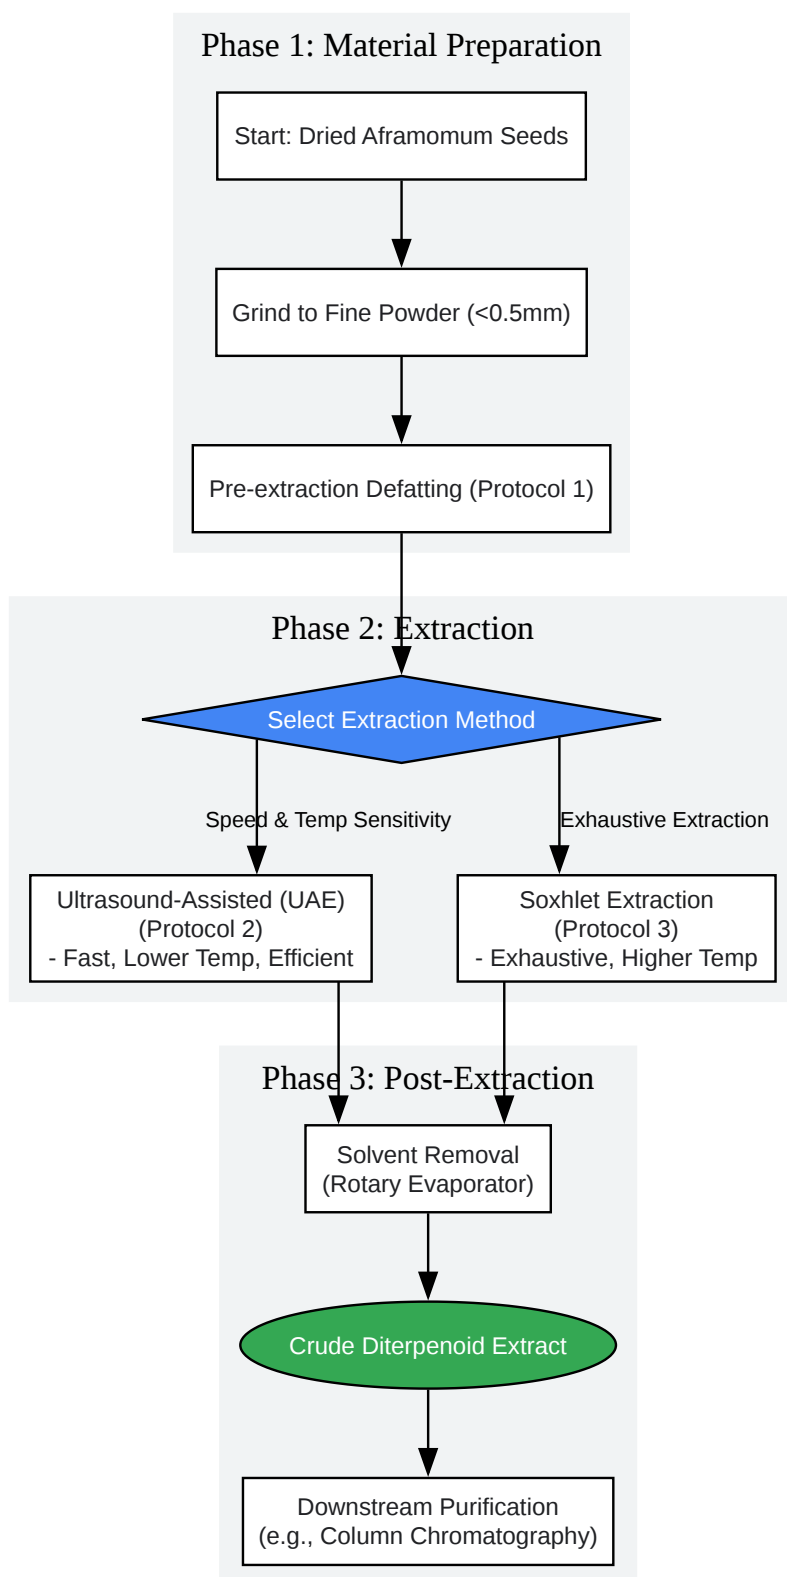 Phase 1: Material Preparation
Start: Dried Aframomum Seeds
Grind to Fine Powder (<0.5mm)
Pre-extraction Defatting (Protocol 1)
Phase 2: Extraction
Select Extraction Method
Speed & Temp Sensitivity
Exhaustive Extraction
Ultrasound-Assisted (UAE)
(Protocol 2)
- Fast, Lower Temp, Efficient
Soxhlet Extraction
(Protocol 3)
- Exhaustive, Higher Temp
Phase 3: Post-Extraction
Solvent Removal
(Rotary Evaporator)
Crude Diterpenoid Extract
Downstream Purification
(e.g., Column Chromatography)